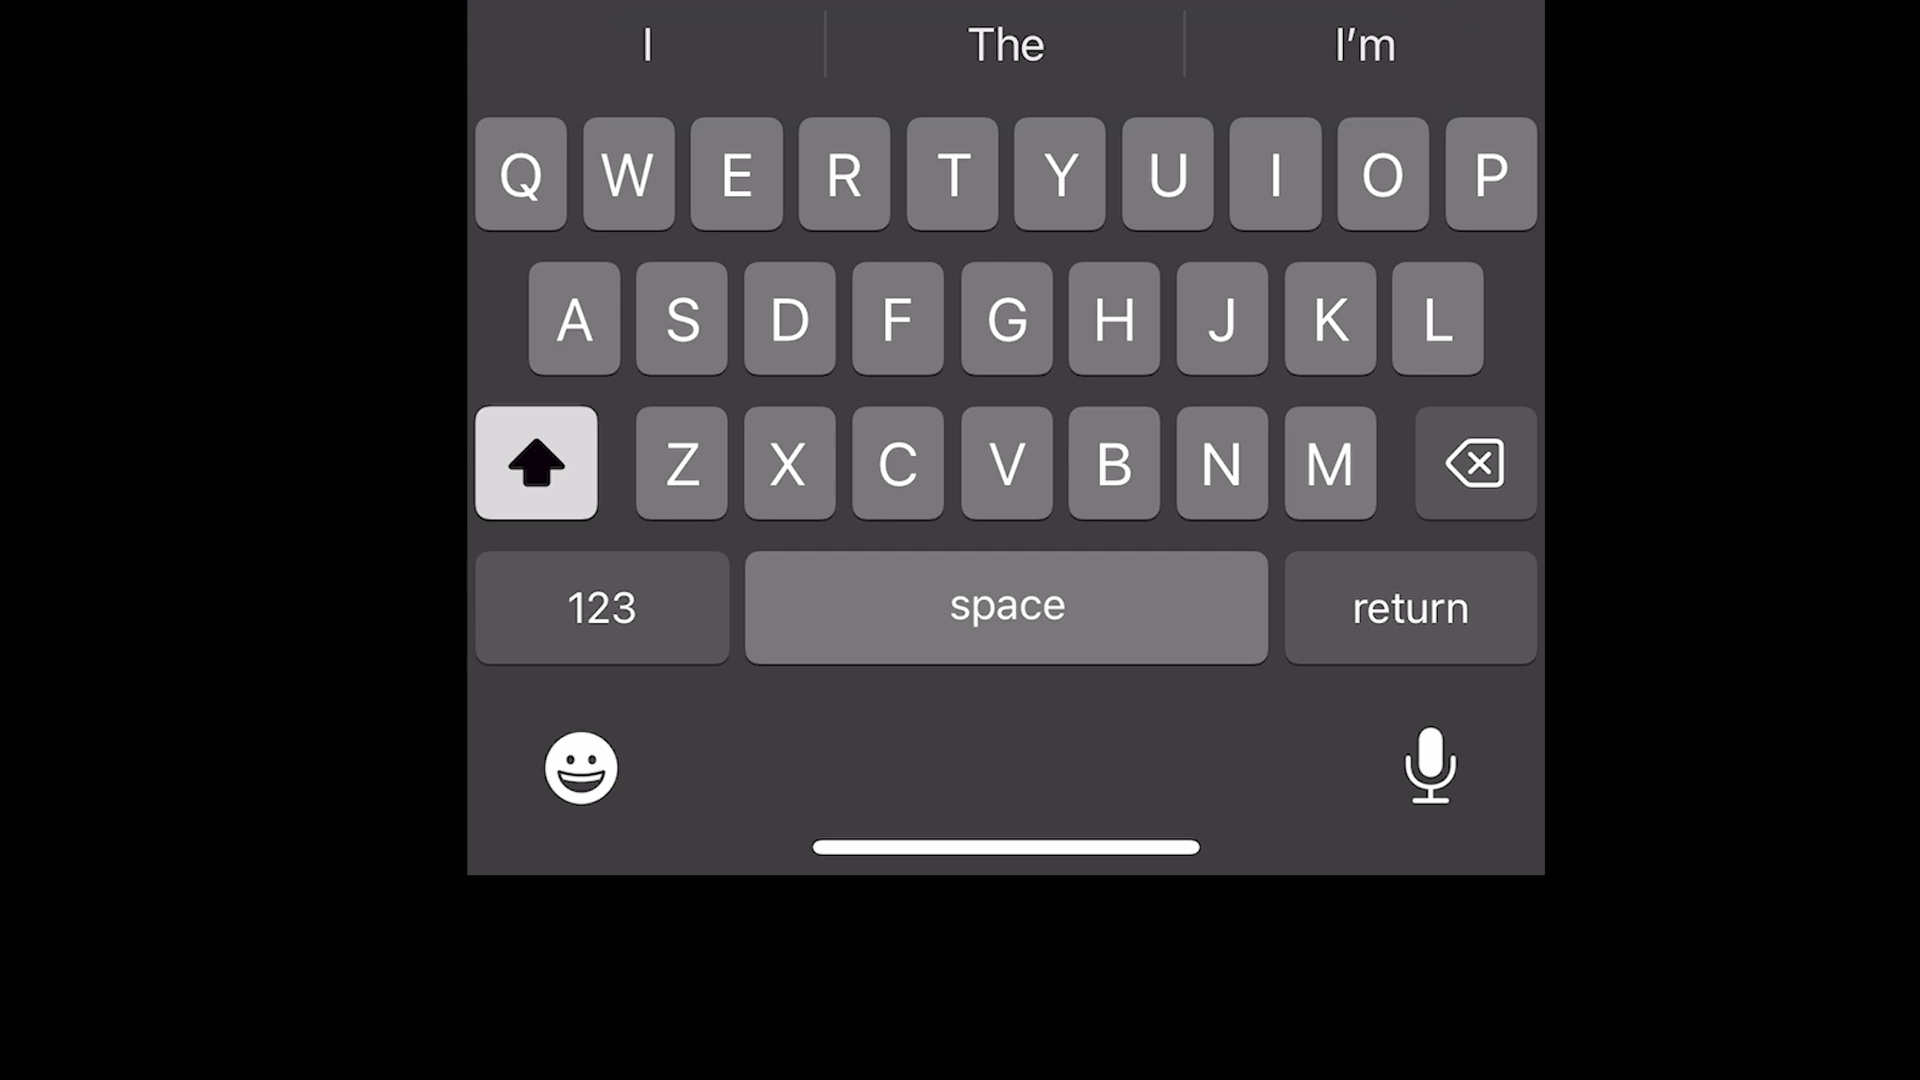 I The I’m
Q W E R T Y U I O P
A S D F G H J K L
Z X C V B N M
123 space return